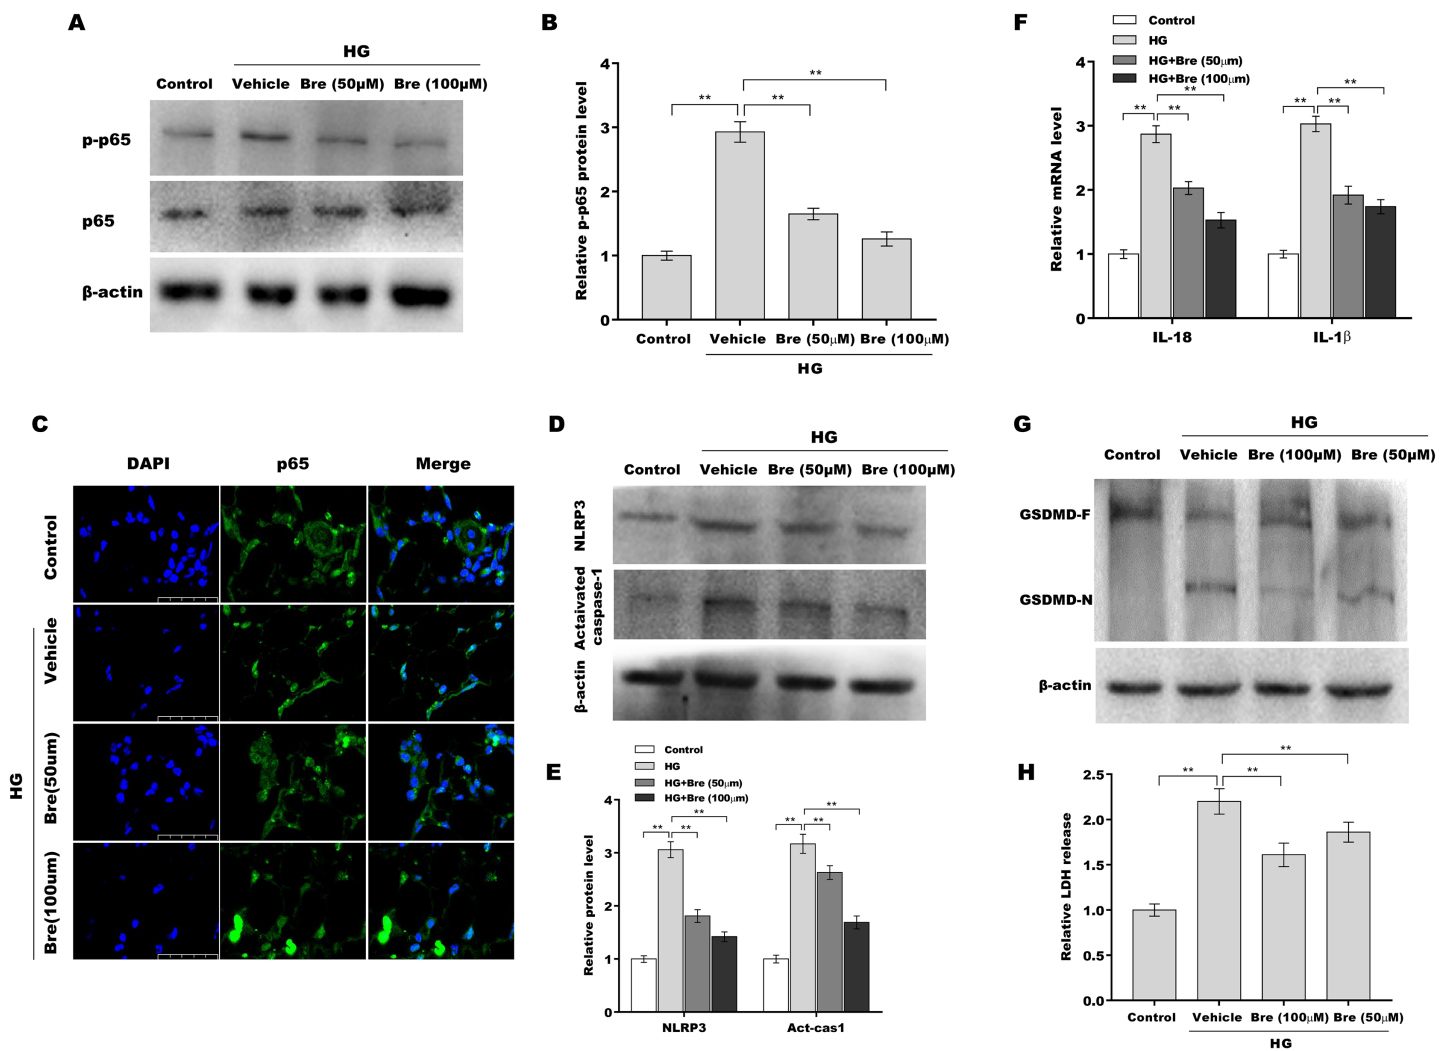 A
HG
Control Vehicle Bre (50μM) Bre (100μM)
p-p65
p65
β-actin
B
Relative p-p65 protein level
4
3
2
1
0
** ** **
Control Vehicle Bre (50μM) Bre (100μM)
HG
F
Control
HG
HG+Bre (50μm)
HG+Bre (100μm)
Relative mRNA level
4
3
2
1
0
** ** **
** ** **
IL-18 IL-1β
C
DAPI p65 Merge
Control
Vehicle
Bre(50um)
Bre(100um)
HG
D
HG
Control Vehicle Bre (50μM) Bre (100μM)
NLRP3
Actaivated
caspase-1
β-actin
E
Control
HG
HG+Bre (50μm)
HG+Bre (100μm)
Relative protein level
4
3
2
1
0
** ** **
** ** **
NLRP3 Act-cas1
G
HG
Control Vehicle Bre (100μM) Bre (50μM)
GSDMD-F
GSDMD-N
β-actin
H
Relative LDH release
2.5
2.0
1.5
1.0
0.5
0.0
** ** **
Control Vehicle Bre (100μM) Bre (50μM)
HG